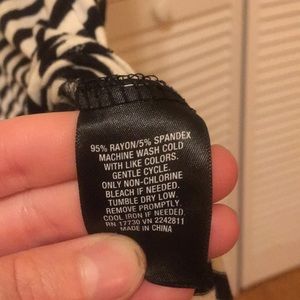 95% RAYON/5% SPANDEX
MACHINE WASH COLD
WITH LIKE COLORS.
GENTLE CYCLE.
ONLY NON-CHLORINE
BLEACH IF NEEDED.
TUMBLE DRY LOW.
REMOVE PROMPTLY.
COOL IRON IF NEEDED.
RN 17730 VN 2242811
MADE IN CHINA